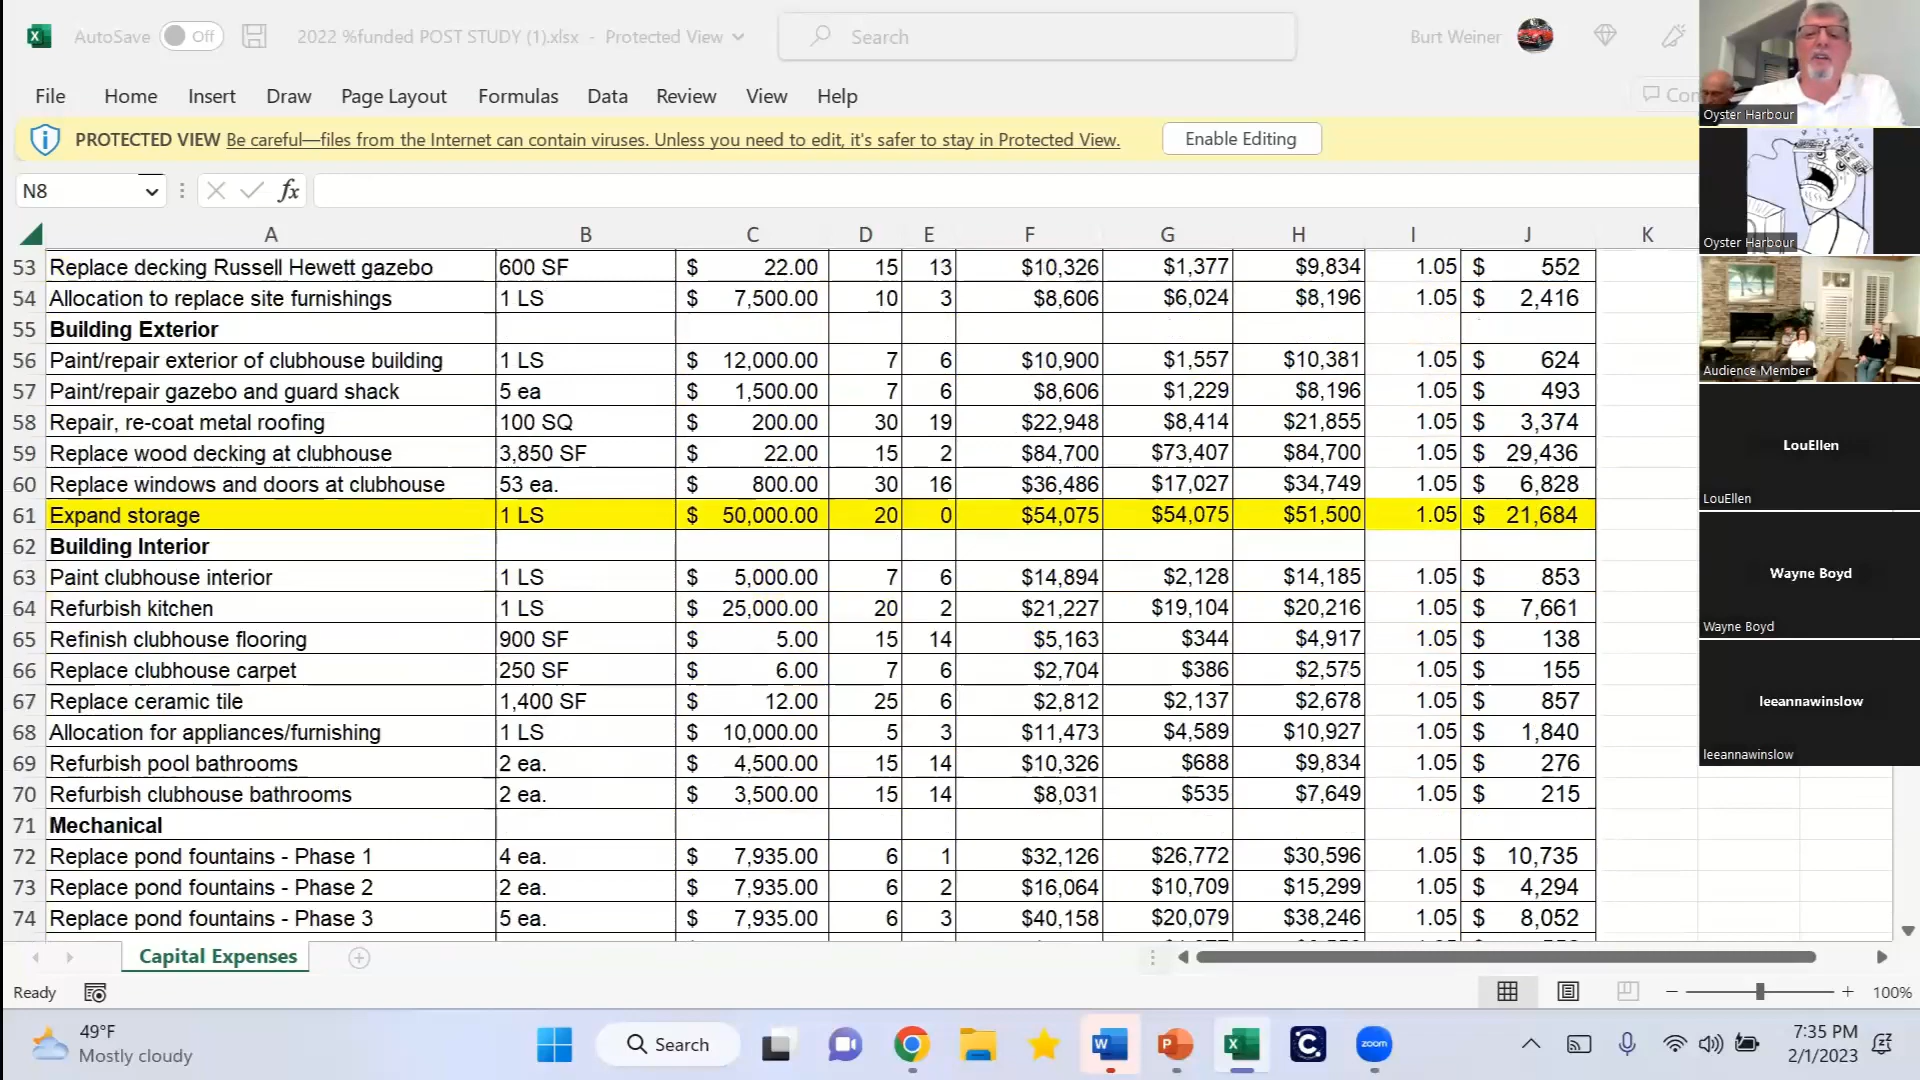 AutoSave Off 2022 %funded POST STUDY (1).xlsx - Protected View Search Burt Weiner
File Home Insert Draw Page Layout Formulas Data Review View Help
PROTECTED VIEW Be careful—files from the Internet can contain viruses. Unless you need to edit, it's safer to stay in Protected View. Enable Editing
N8 fx
A B C D E F G H I J K
53 Replace decking Russell Hewett gazebo 600 SF $ 22.00 15 13 $10,326 $1,377 $9,834 1.05 $ 552
54 Allocation to replace site furnishings 1 LS $ 7,500.00 10 3 $8,606 $6,024 $8,196 1.05 $ 2,416
55 Building Exterior
56 Paint/repair exterior of clubhouse building 1 LS $ 12,000.00 7 6 $10,900 $1,557 $10,381 1.05 $ 624
57 Paint/repair gazebo and guard shack 5 ea $ 1,500.00 7 6 $8,606 $1,229 $8,196 1.05 $ 493
58 Repair, re-coat metal roofing 100 SQ $ 200.00 30 19 $22,948 $8,414 $21,855 1.05 $ 3,374
59 Replace wood decking at clubhouse 3,850 SF $ 22.00 15 2 $84,700 $73,407 $84,700 1.05 $ 29,436
60 Replace windows and doors at clubhouse 53 ea. $ 800.00 30 16 $36,486 $17,027 $34,749 1.05 $ 6,828
61 Expand storage 1 LS $ 50,000.00 20 0 $54,075 $54,075 $51,500 1.05 $ 21,684
62 Building Interior
63 Paint clubhouse interior 1 LS $ 5,000.00 7 6 $14,894 $2,128 $14,185 1.05 $ 853
64 Refurbish kitchen 1 LS $ 25,000.00 20 2 $21,227 $19,104 $20,216 1.05 $ 7,661
65 Refinish clubhouse flooring 900 SF $ 5.00 15 14 $5,163 $344 $4,917 1.05 $ 138
66 Replace clubhouse carpet 250 SF $ 6.00 7 6 $2,704 $386 $2,575 1.05 $ 155
67 Replace ceramic tile 1,400 SF $ 12.00 25 6 $2,812 $2,137 $2,678 1.05 $ 857
68 Allocation for appliances/furnishing 1 LS $ 10,000.00 5 3 $11,473 $4,589 $10,927 1.05 $ 1,840
69 Refurbish pool bathrooms 2 ea. $ 4,500.00 15 14 $10,326 $688 $9,834 1.05 $ 276
70 Refurbish clubhouse bathrooms 2 ea. $ 3,500.00 15 14 $8,031 $535 $7,649 1.05 $ 215
71 Mechanical
72 Replace pond fountains - Phase 1 4 ea. $ 7,935.00 6 1 $32,126 $26,772 $30,596 1.05 $ 10,735
73 Replace pond fountains - Phase 2 2 ea. $ 7,935.00 6 2 $16,064 $10,709 $15,299 1.05 $ 4,294
74 Replace pond fountains - Phase 3 5 ea. $ 7,935.00 6 3 $40,158 $20,079 $38,246 1.05 $ 8,052
Capital Expenses
Ready 100%
Oyster Harbour
Oyster Harbour
Audience Member
LouEllen
LouEllen
Wayne Boyd
Wayne Boyd
leeannawinslow
leeannawinslow
49°F
Mostly cloudy
Search
zoom
7:35 PM
2/1/2023